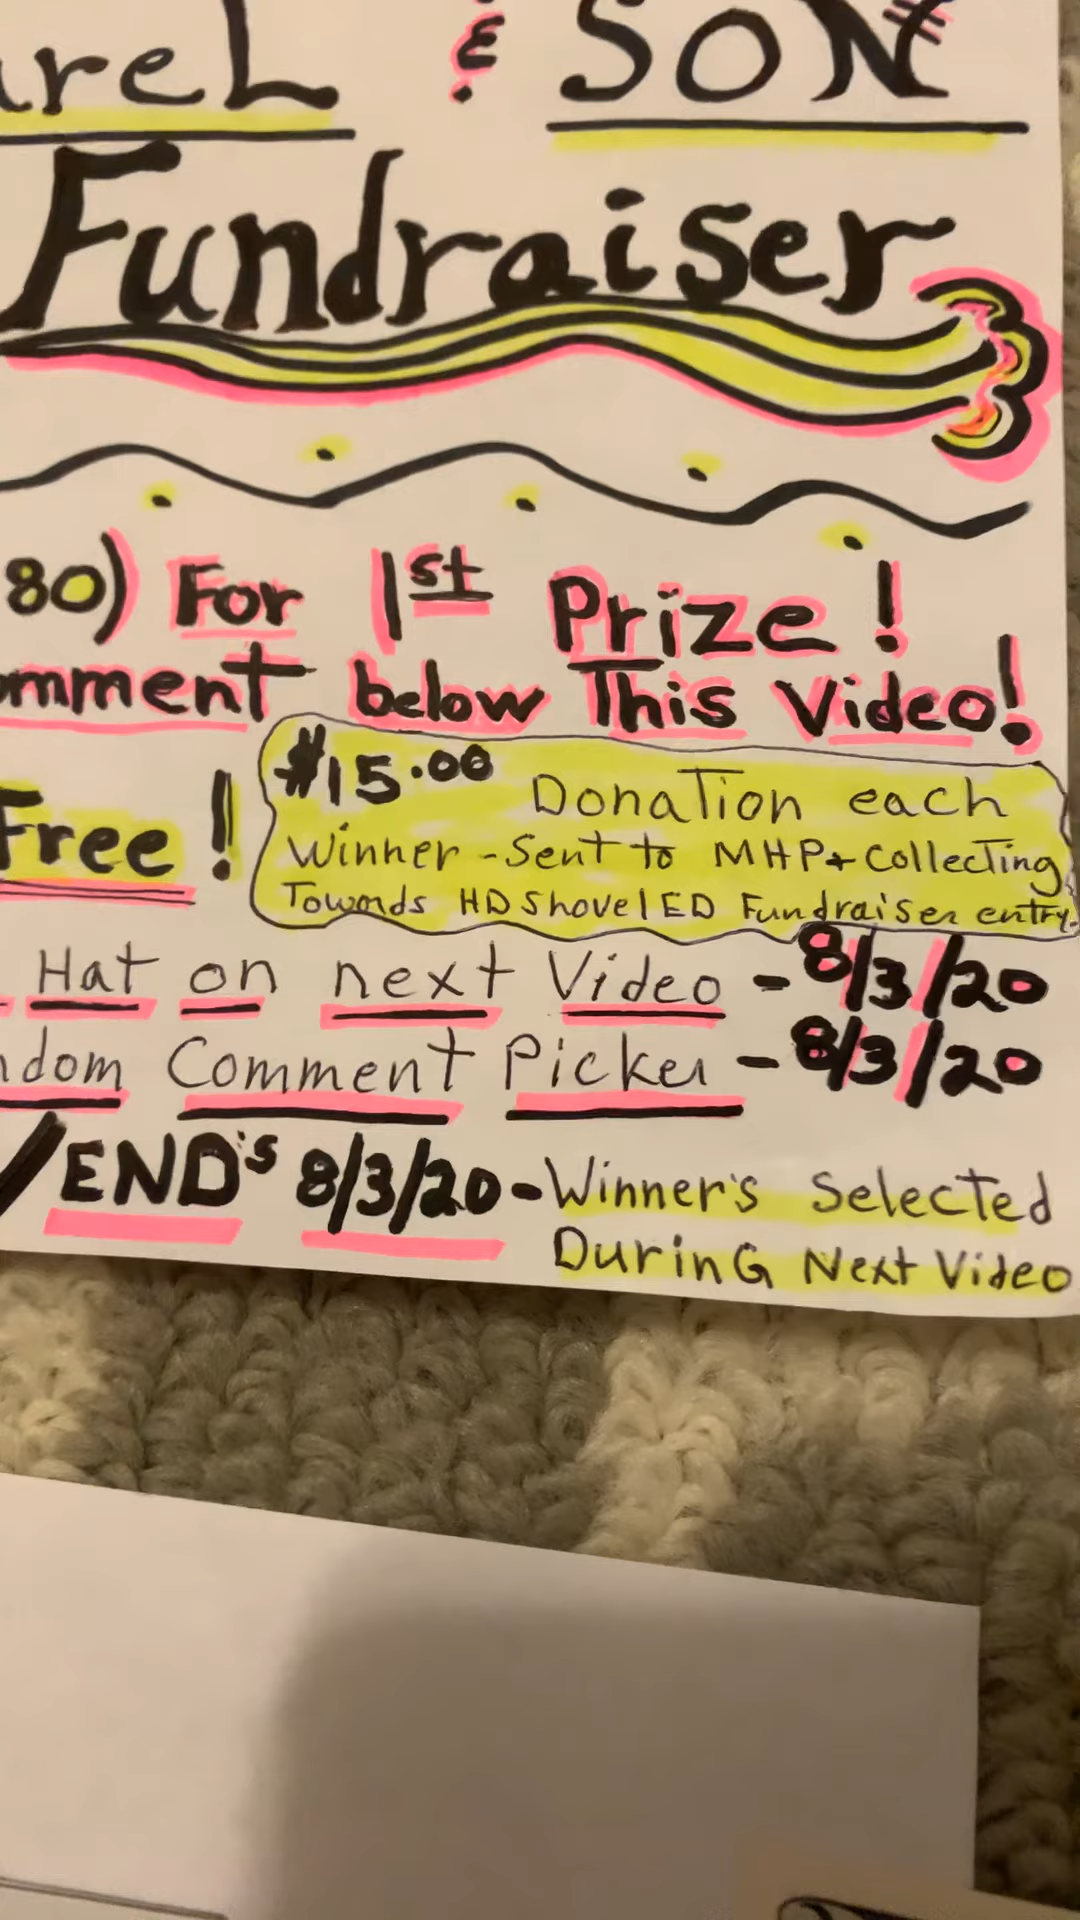 areL & SON
Fundraiser
80) For 1st Prize!
omment below This Video!
Free!
$15.00 Donation each
Winner - Sent to MHP + Collecting
Towards HDShovelED Fundraiser entry.
Hat on next Video - 8/3/20
ndom Comment Picker - 8/3/20
/END's 8/3/20 - Winner's Selected
DurinG Next Video